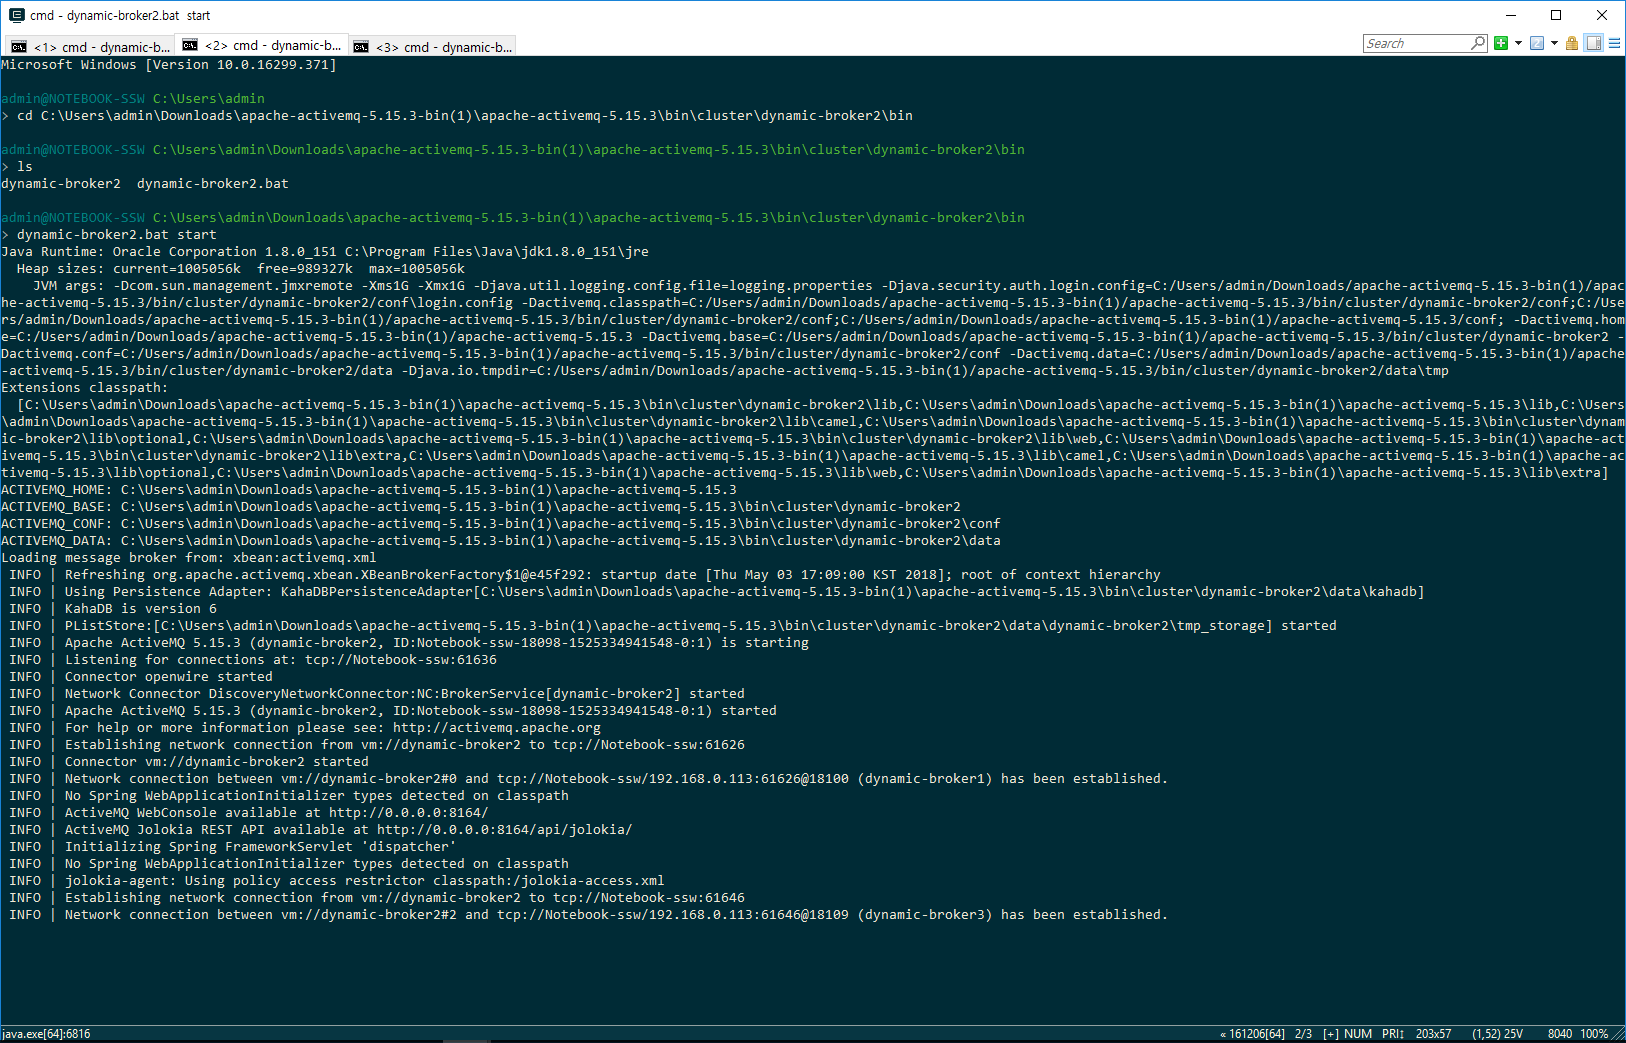 cmd - dynamic-broker2.bat  start
<1> cmd - dynamic-b...
<2> cmd - dynamic-b...
<3> cmd - dynamic-b...
Search
Microsoft Windows [Version 10.0.16299.371]
admin@NOTEBOOK-SSW C:\Users\admin
> cd C:\Users\admin\Downloads\apache-activemq-5.15.3-bin(1)\apache-activemq-5.15.3\bin\cluster\dynamic-broker2\bin
admin@NOTEBOOK-SSW C:\Users\admin\Downloads\apache-activemq-5.15.3-bin(1)\apache-activemq-5.15.3\bin\cluster\dynamic-broker2\bin
> ls
dynamic-broker2  dynamic-broker2.bat
admin@NOTEBOOK-SSW C:\Users\admin\Downloads\apache-activemq-5.15.3-bin(1)\apache-activemq-5.15.3\bin\cluster\dynamic-broker2\bin
> dynamic-broker2.bat start
Java Runtime: Oracle Corporation 1.8.0_151 C:\Program Files\Java\jdk1.8.0_151\jre
  Heap sizes: current=1005056k  free=989327k  max=1005056k
    JVM args: -Dcom.sun.management.jmxremote -Xms1G -Xmx1G -Djava.util.logging.config.file=logging.properties -Djava.security.auth.login.config=C:/Users/admin/Downloads/apache-activemq-5.15.3-bin(1)/apac
he-activemq-5.15.3/bin/cluster/dynamic-broker2/conf\login.config -Dactivemq.classpath=C:/Users/admin/Downloads/apache-activemq-5.15.3-bin(1)/apache-activemq-5.15.3/bin/cluster/dynamic-broker2/conf;C:/Use
rs/admin/Downloads/apache-activemq-5.15.3-bin(1)/apache-activemq-5.15.3/bin/cluster/dynamic-broker2/conf;C:/Users/admin/Downloads/apache-activemq-5.15.3-bin(1)/apache-activemq-5.15.3/conf; -Dactivemq.hom
e=C:/Users/admin/Downloads/apache-activemq-5.15.3-bin(1)/apache-activemq-5.15.3 -Dactivemq.base=C:/Users/admin/Downloads/apache-activemq-5.15.3-bin(1)/apache-activemq-5.15.3/bin/cluster/dynamic-broker2 -
Dactivemq.conf=C:/Users/admin/Downloads/apache-activemq-5.15.3-bin(1)/apache-activemq-5.15.3/bin/cluster/dynamic-broker2/conf -Dactivemq.data=C:/Users/admin/Downloads/apache-activemq-5.15.3-bin(1)/apache
-activemq-5.15.3/bin/cluster/dynamic-broker2/data -Djava.io.tmpdir=C:/Users/admin/Downloads/apache-activemq-5.15.3-bin(1)/apache-activemq-5.15.3/bin/cluster/dynamic-broker2/data\tmp
Extensions classpath:
  [C:\Users\admin\Downloads\apache-activemq-5.15.3-bin(1)\apache-activemq-5.15.3\bin\cluster\dynamic-broker2\lib,C:\Users\admin\Downloads\apache-activemq-5.15.3-bin(1)\apache-activemq-5.15.3\lib,C:\Users
\admin\Downloads\apache-activemq-5.15.3-bin(1)\apache-activemq-5.15.3\bin\cluster\dynamic-broker2\lib\camel,C:\Users\admin\Downloads\apache-activemq-5.15.3-bin(1)\apache-activemq-5.15.3\bin\cluster\dynam
ic-broker2\lib\optional,C:\Users\admin\Downloads\apache-activemq-5.15.3-bin(1)\apache-activemq-5.15.3\bin\cluster\dynamic-broker2\lib\web,C:\Users\admin\Downloads\apache-activemq-5.15.3-bin(1)\apache-act
ivemq-5.15.3\bin\cluster\dynamic-broker2\lib\extra,C:\Users\admin\Downloads\apache-activemq-5.15.3-bin(1)\apache-activemq-5.15.3\lib\camel,C:\Users\admin\Downloads\apache-activemq-5.15.3-bin(1)\apache-ac
tivemq-5.15.3\lib\optional,C:\Users\admin\Downloads\apache-activemq-5.15.3-bin(1)\apache-activemq-5.15.3\lib\web,C:\Users\admin\Downloads\apache-activemq-5.15.3-bin(1)\apache-activemq-5.15.3\lib\extra]
ACTIVEMQ_HOME: C:\Users\admin\Downloads\apache-activemq-5.15.3-bin(1)\apache-activemq-5.15.3
ACTIVEMQ_BASE: C:\Users\admin\Downloads\apache-activemq-5.15.3-bin(1)\apache-activemq-5.15.3\bin\cluster\dynamic-broker2
ACTIVEMQ_CONF: C:\Users\admin\Downloads\apache-activemq-5.15.3-bin(1)\apache-activemq-5.15.3\bin\cluster\dynamic-broker2\conf
ACTIVEMQ_DATA: C:\Users\admin\Downloads\apache-activemq-5.15.3-bin(1)\apache-activemq-5.15.3\bin\cluster\dynamic-broker2\data
Loading message broker from: xbean:activemq.xml
 INFO | Refreshing org.apache.activemq.xbean.XBeanBrokerFactory$1@e45f292: startup date [Thu May 03 17:09:00 KST 2018]; root of context hierarchy
 INFO | Using Persistence Adapter: KahaDBPersistenceAdapter[C:\Users\admin\Downloads\apache-activemq-5.15.3-bin(1)\apache-activemq-5.15.3\bin\cluster\dynamic-broker2\data\kahadb]
 INFO | KahaDB is version 6
 INFO | PListStore:[C:\Users\admin\Downloads\apache-activemq-5.15.3-bin(1)\apache-activemq-5.15.3\bin\cluster\dynamic-broker2\data\dynamic-broker2\tmp_storage] started
 INFO | Apache ActiveMQ 5.15.3 (dynamic-broker2, ID:Notebook-ssw-18098-1525334941548-0:1) is starting
 INFO | Listening for connections at: tcp://Notebook-ssw:61636
 INFO | Connector openwire started
 INFO | Network Connector DiscoveryNetworkConnector:NC:BrokerService[dynamic-broker2] started
 INFO | Apache ActiveMQ 5.15.3 (dynamic-broker2, ID:Notebook-ssw-18098-1525334941548-0:1) started
 INFO | For help or more information please see: http://activemq.apache.org
 INFO | Establishing network connection from vm://dynamic-broker2 to tcp://Notebook-ssw:61626
 INFO | Connector vm://dynamic-broker2 started
 INFO | Network connection between vm://dynamic-broker2#0 and tcp://Notebook-ssw/192.168.0.113:61626@18100 (dynamic-broker1) has been established.
 INFO | No Spring WebApplicationInitializer types detected on classpath
 INFO | ActiveMQ WebConsole available at http://0.0.0.0:8164/
 INFO | ActiveMQ Jolokia REST API available at http://0.0.0.0:8164/api/jolokia/
 INFO | Initializing Spring FrameworkServlet 'dispatcher'
 INFO | No Spring WebApplicationInitializer types detected on classpath
 INFO | jolokia-agent: Using policy access restrictor classpath:/jolokia-access.xml
 INFO | Establishing network connection from vm://dynamic-broker2 to tcp://Notebook-ssw:61646
 INFO | Network connection between vm://dynamic-broker2#2 and tcp://Notebook-ssw/192.168.0.113:61646@18109 (dynamic-broker3) has been established.
java.exe[64]:6816
« 161206[64]  2/3  [+] NUM  PRI↕  203x57  (1,52) 25V  8040  100%